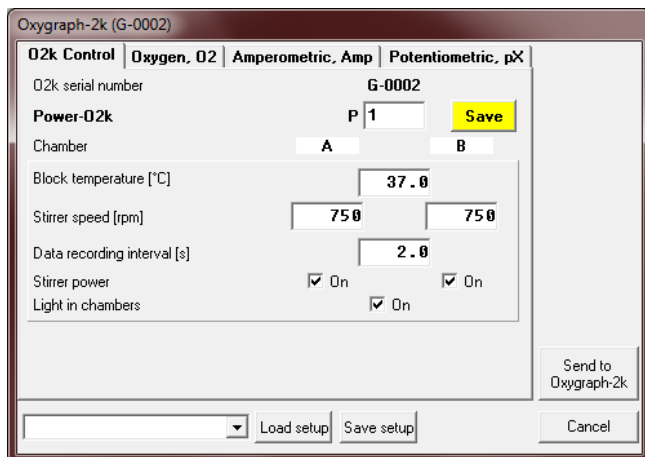 Oxygraph-2k (G-0002)
O2k Control Oxygen, O2 Amperometric, Amp Potentiometric, pX
O2k serial number G-0002
Power-O2k P 1 Save
Chamber A B
Block temperature [°C] 37.0
Stirrer speed [rpm] 750 750
Data recording interval [s] 2.0
Stirrer power On On
Light in chambers On
Send to
Oxygraph-2k
Load setup Save setup Cancel